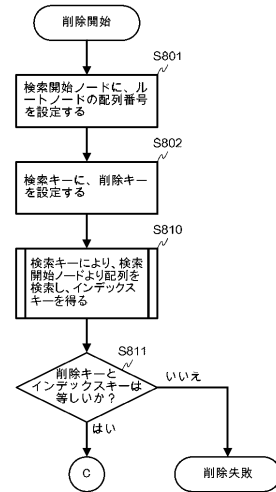 削除開始
S801
検索開始ノードに、ル
ートノードの配列番号
を設定する
S802
検索キーに、削除キー
を設定する
S810
検索キーにより、検索
開始ノードより配列を
検索し、インデックス
キーを得る
S811
削除キーと
インデックスキーは
等しいか？
いいえ
はい
C
削除失敗